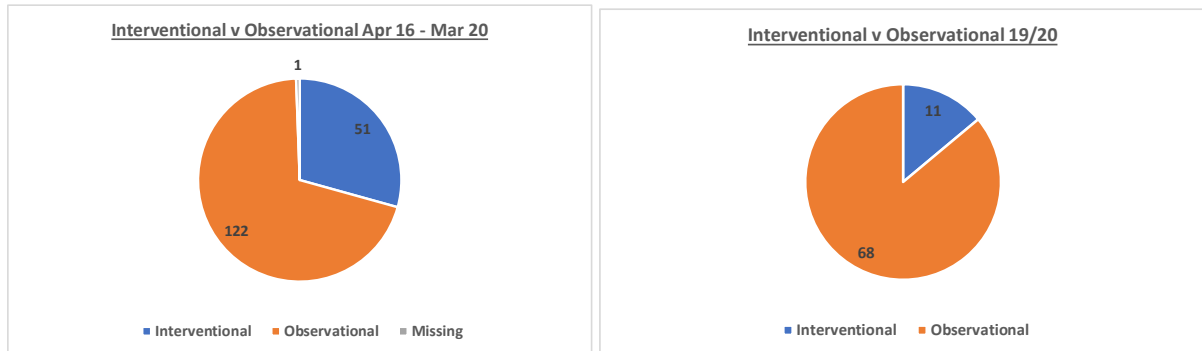 Interventional v Observational Apr 16 - Mar 20
1
51
122
Interventional Observational Missing
Interventional v Observational 19/20
11
68
Interventional Observational